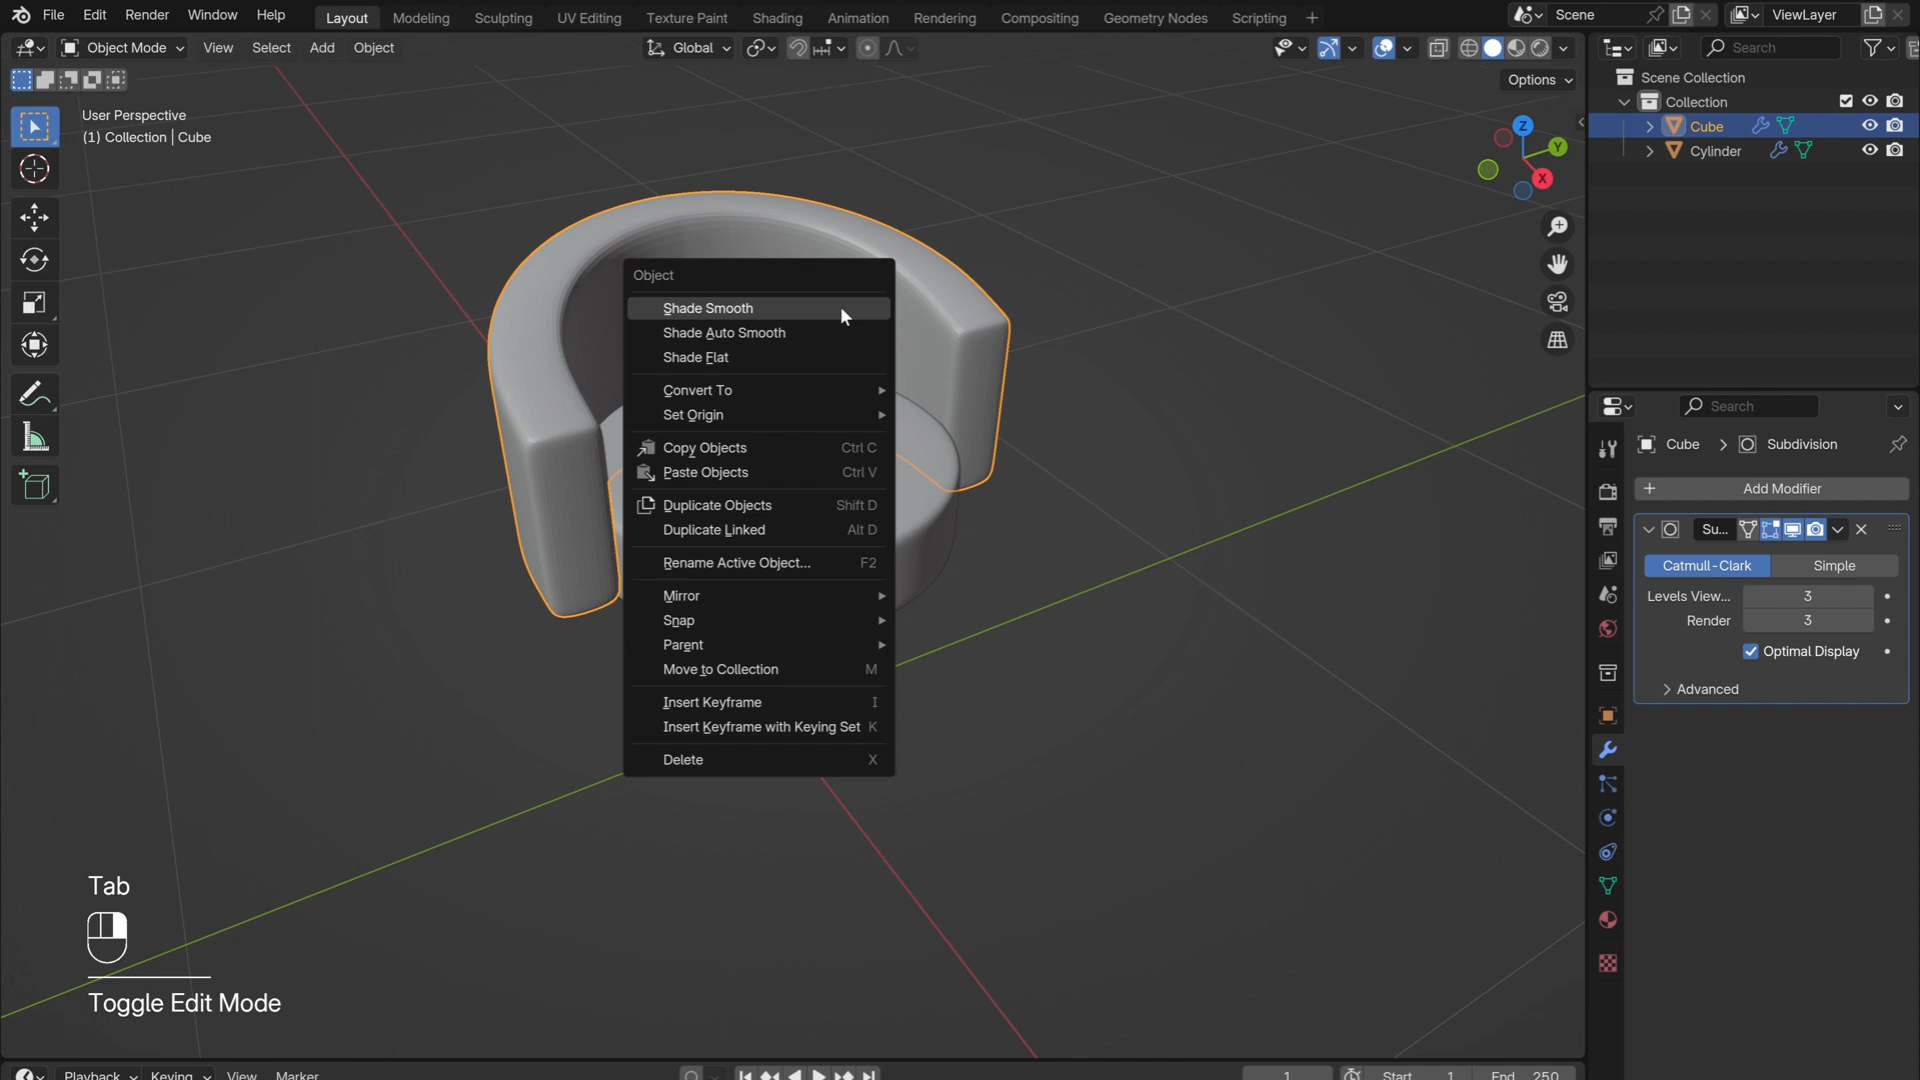 File Edit Render Window Help
Layout Modeling Sculpting UV Editing Texture Paint Shading Animation Rendering Compositing Geometry Nodes Scripting +
Scene
ViewLayer
Object Mode View Select Add Object
Global
Search
Options
User Perspective
(1) Collection | Cube
Z
Y
X
Scene Collection
Collection
Cube
Cylinder
Object
Shade Smooth
Shade Auto Smooth
Shade Flat
Convert To
Set Origin
Copy Objects Ctrl C
Paste Objects Ctrl V
Duplicate Objects Shift D
Duplicate Linked Alt D
Rename Active Object... F2
Mirror
Snap
Parent
Move to Collection M
Insert Keyframe I
Insert Keyframe with Keying Set K
Delete X
Search
Cube > Subdivision
+ Add Modifier
Su...
Catmull-Clark Simple
Levels View... 3
Render 3
Optimal Display
Advanced
Tab
Toggle Edit Mode
Playback Keying View Marker
1 Start 1 End 250